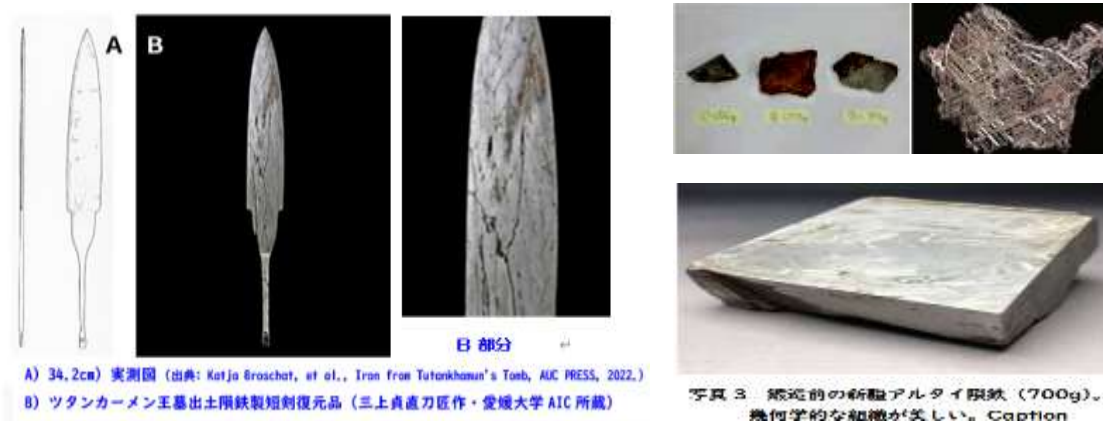 A
B
B 部分
A) 34.2cm) 実測図 (出典: Katja Broschat, et al., Iron from Tutankhamun's Tomb, AUC PRESS, 2022.)
B) ツタンカーメン王墓出土隕鉄製短剣復元品 (三上貞直刀匠作・愛媛大学 AIC 所蔵)
写真 3 鍛造前の新疆アルタイ隕鉄 (700g)。
幾何学的な組織が美しい。Caption